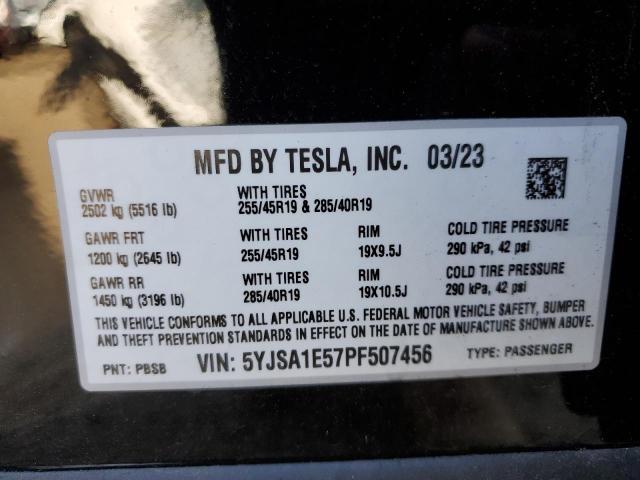 MFD BY TESLA, INC. 03/23
GVWR
2502 kg (5516 lb)
WITH TIRES
255/45R19 & 285/40R19
GAWR FRT
1200 kg (2645 lb)
WITH TIRES
255/45R19
RIM
19X9.5J
COLD TIRE PRESSURE
290 kPa, 42 psi
GAWR RR
1450 kg (3196 lb)
WITH TIRES
285/40R19
RIM
19X10.5J
COLD TIRE PRESSURE
290 kPa, 42 psi
THIS VEHICLE CONFORMS TO ALL APPLICABLE U.S. FEDERAL MOTOR VEHICLE SAFETY, BUMPER
AND THEFT PREVENTION STANDARDS IN EFFECT ON THE DATE OF MANUFACTURE SHOWN ABOVE.
PNT: PBSB VIN: 5YJSA1E57PF507456 TYPE: PASSENGER